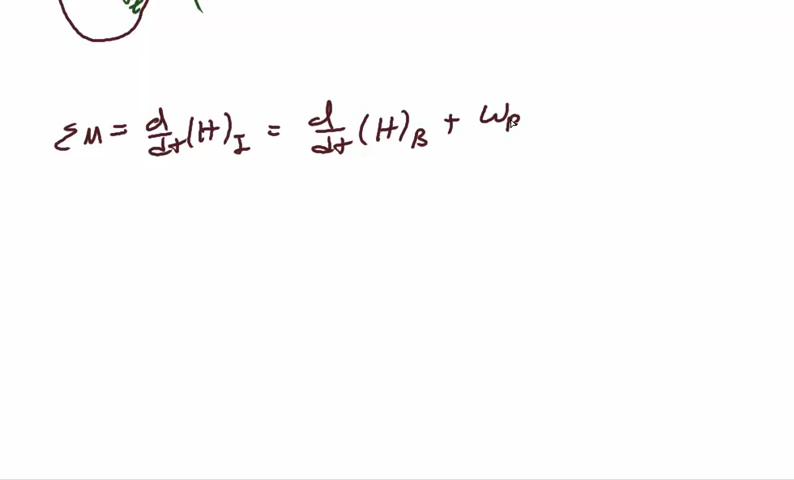 ΣM = d/dt (H)_I = d/dt (H)_B + ω_B